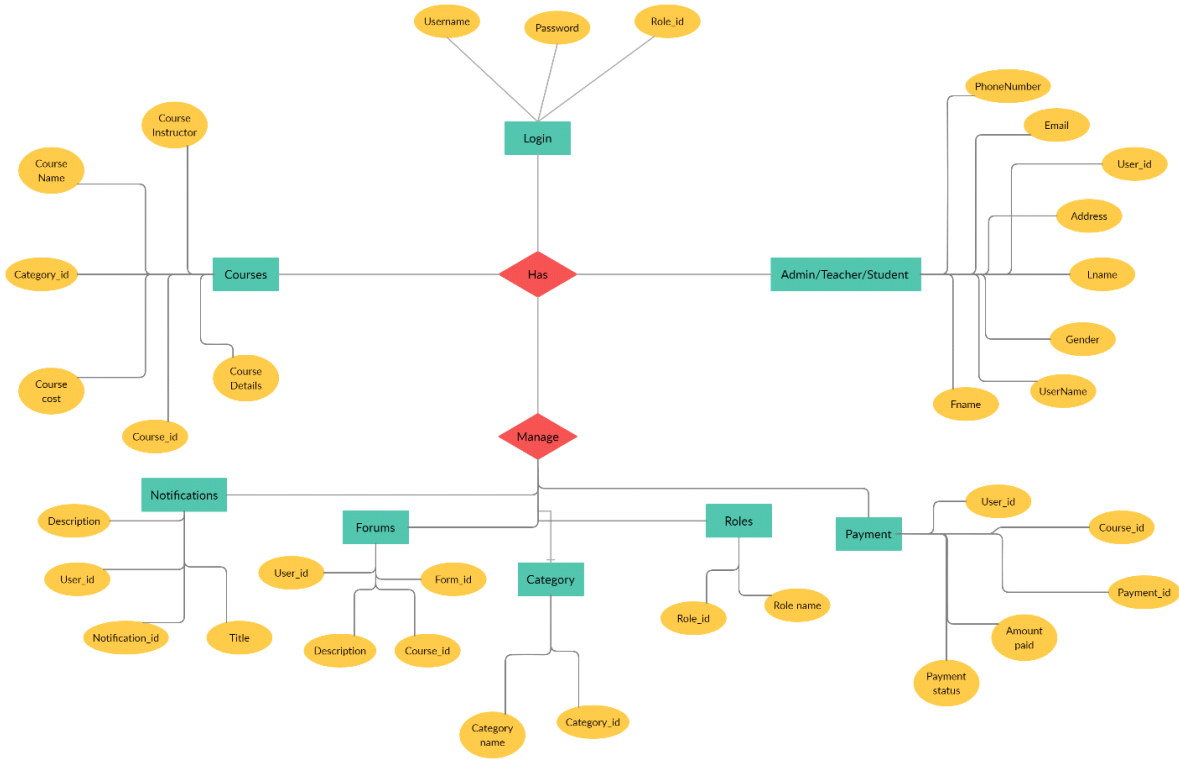 Username
Password
Role_id
PhoneNumber
Course
Instructor
Email
Login
Course
Name
User_id
Address
Category_id
Courses
Has
Admin/Teacher/Student
Lname
Gender
Course
cost
Course
Details
UserName
Fname
Course_id
Manage
Notifications
User_id
Description
Forums
Roles
Payment
Course_id
User_id
User_id
Form_id
Category
Payment_id
Role_id
Role name
Notification_id
Title
Description
Course_id
Amount
paid
Payment
status
Category
name
Category_id